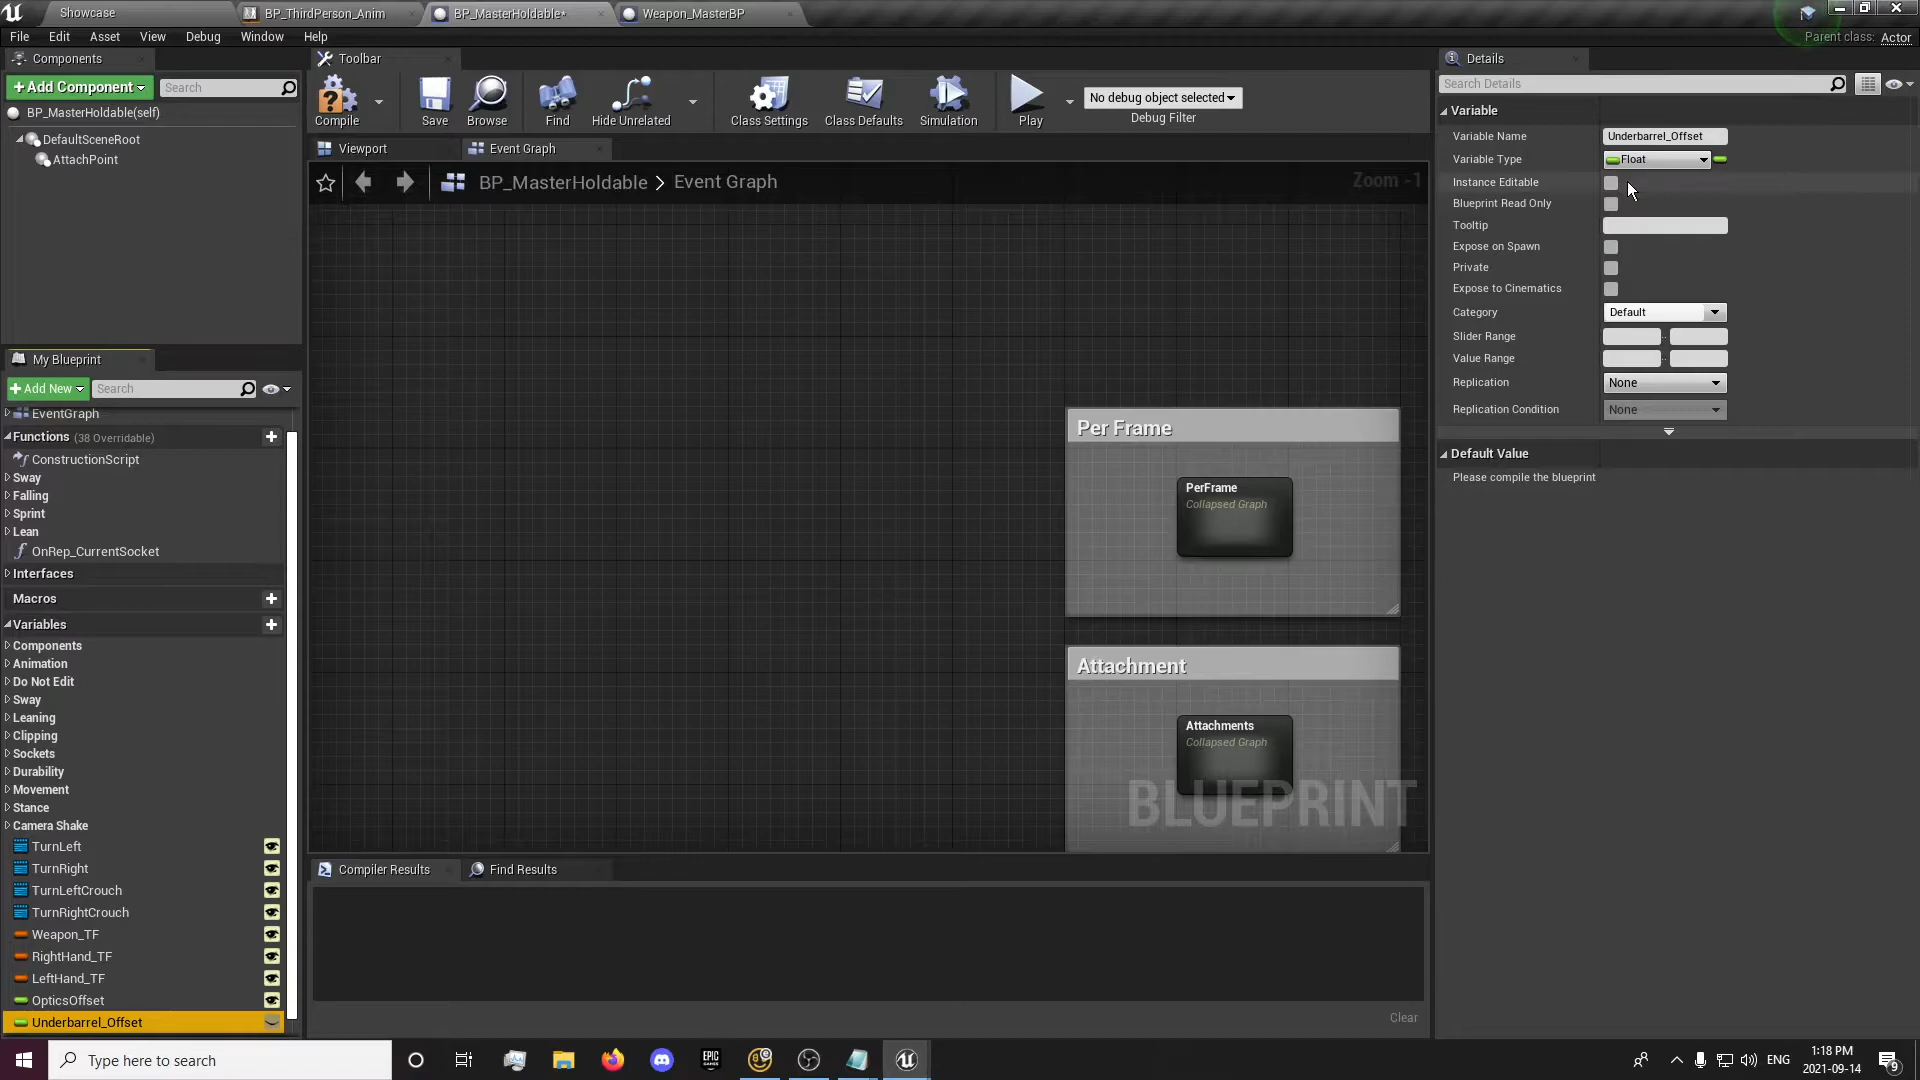 Showcase
BP_ThirdPerson_Anim
BP_MasterHoldable*
Weapon_MasterBP
File Edit Asset View Debug Window Help
Parent class: Actor
Components
+Add Component
Search
BP_MasterHoldable(self)
DefaultSceneRoot
AttachPoint
Toolbar
Compile
Save
Browse
Find
Hide Unrelated
Class Settings
Class Defaults
Simulation
Play
No debug object selected
Debug Filter
Viewport
Event Graph
BP_MasterHoldable > Event Graph
Zoom -1
Per Frame
PerFrame
Collapsed Graph
Attachment
Attachments
Collapsed Graph
BLUEPRINT
My Blueprint
+Add New
Search
EventGraph
Functions (38 Overridable)
ConstructionScript
Sway
Falling
Sprint
Lean
OnRep_CurrentSocket
Interfaces
Macros
Variables
Components
Animation
Do Not Edit
Sway
Leaning
Clipping
Sockets
Durability
Movement
Stance
Camera Shake
TurnLeft
TurnRight
TurnLeftCrouch
TurnRightCrouch
Weapon_TF
RightHand_TF
LeftHand_TF
OpticsOffset
Underbarrel_Offset
Compiler Results
Find Results
Clear
Details
Search Details
Variable
Variable Name Underbarrel_Offset
Variable Type Float
Instance Editable
Blueprint Read Only
Tooltip
Expose on Spawn
Private
Expose to Cinematics
Category Default
Slider Range
Value Range
Replication None
Replication Condition None
Default Value
Please compile the blueprint
Type here to search
EPIC GAMES
ENG
1:18 PM
2021-09-14
9